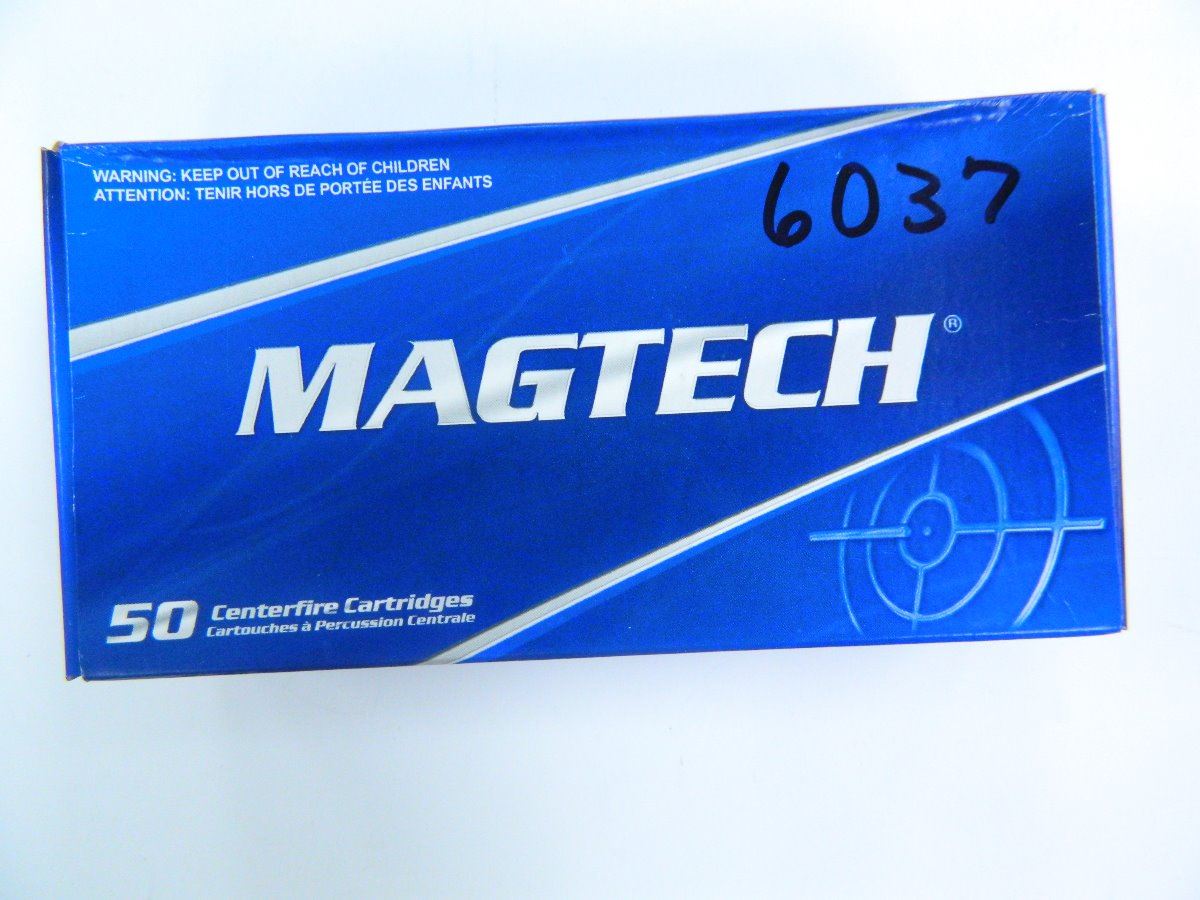 WARNING: KEEP OUT OF REACH OF CHILDREN
ATTENTION: TENIR HORS DE PORTÉE DES ENFANTS
6037
MAGTECH®
50 Centerfire Cartridges
Cartouches à Percussion Centrale